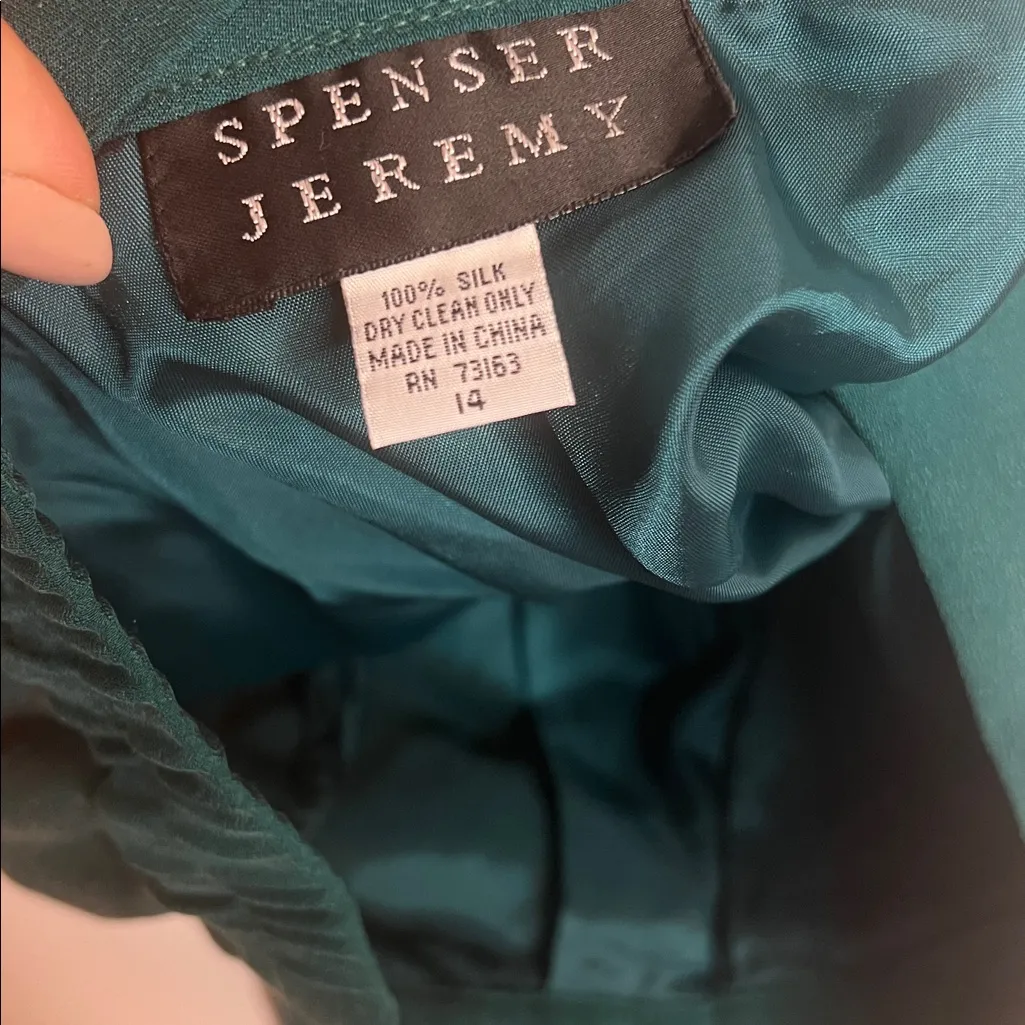 SPENSER
JEREMY
100% SILK
DRY CLEAN ONLY
MADE IN CHINA
RN 73163
14